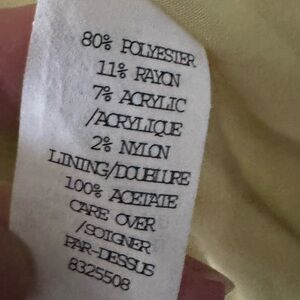 80% POLYESTER
11% RAYON
7% ACRYLIC
/ACRYLIQUE
2% NYLON
LINING/DOUBLURE
100% ACETATE
CARE OVER
/SOIGNER
PAR-DESSUS
8325508